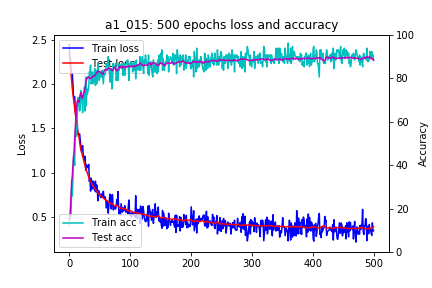 a1_015: 500 epochs loss and accuracy
2.5
2.0
1.5
1.0
0.5
Loss
Train loss
Test loss
Train acc
Test acc
0
100
200
300
400
500
100
80
60
40
20
0
Accuracy